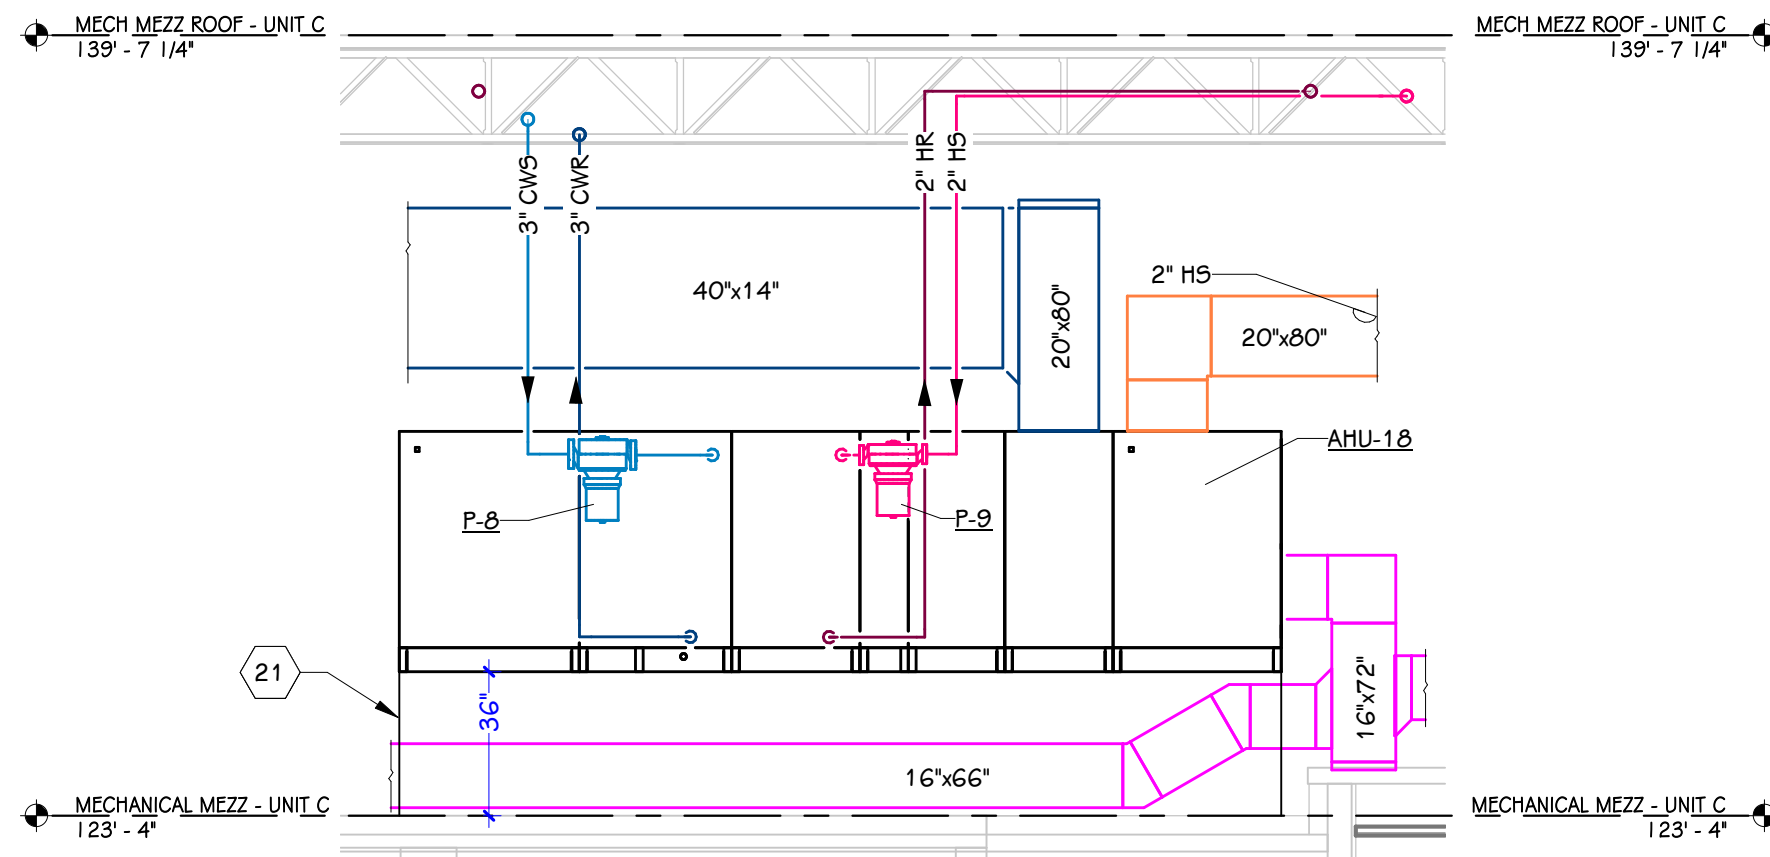 MECH MEZZ ROOF - UNIT C
139' - 7 1/4"
MECH MEZZ ROOF - UNIT C
139' - 7 1/4"
3" CWS
3" CWR
2" HR
2" HS
40"x14"
20"x80"
2" HS
20"x80"
AHU-18
P-8
P-9
21
36"
16"x72"
16"x66"
MECHANICAL MEZZ - UNIT C
123' - 4"
MECHANICAL MEZZ - UNIT C
123' - 4"